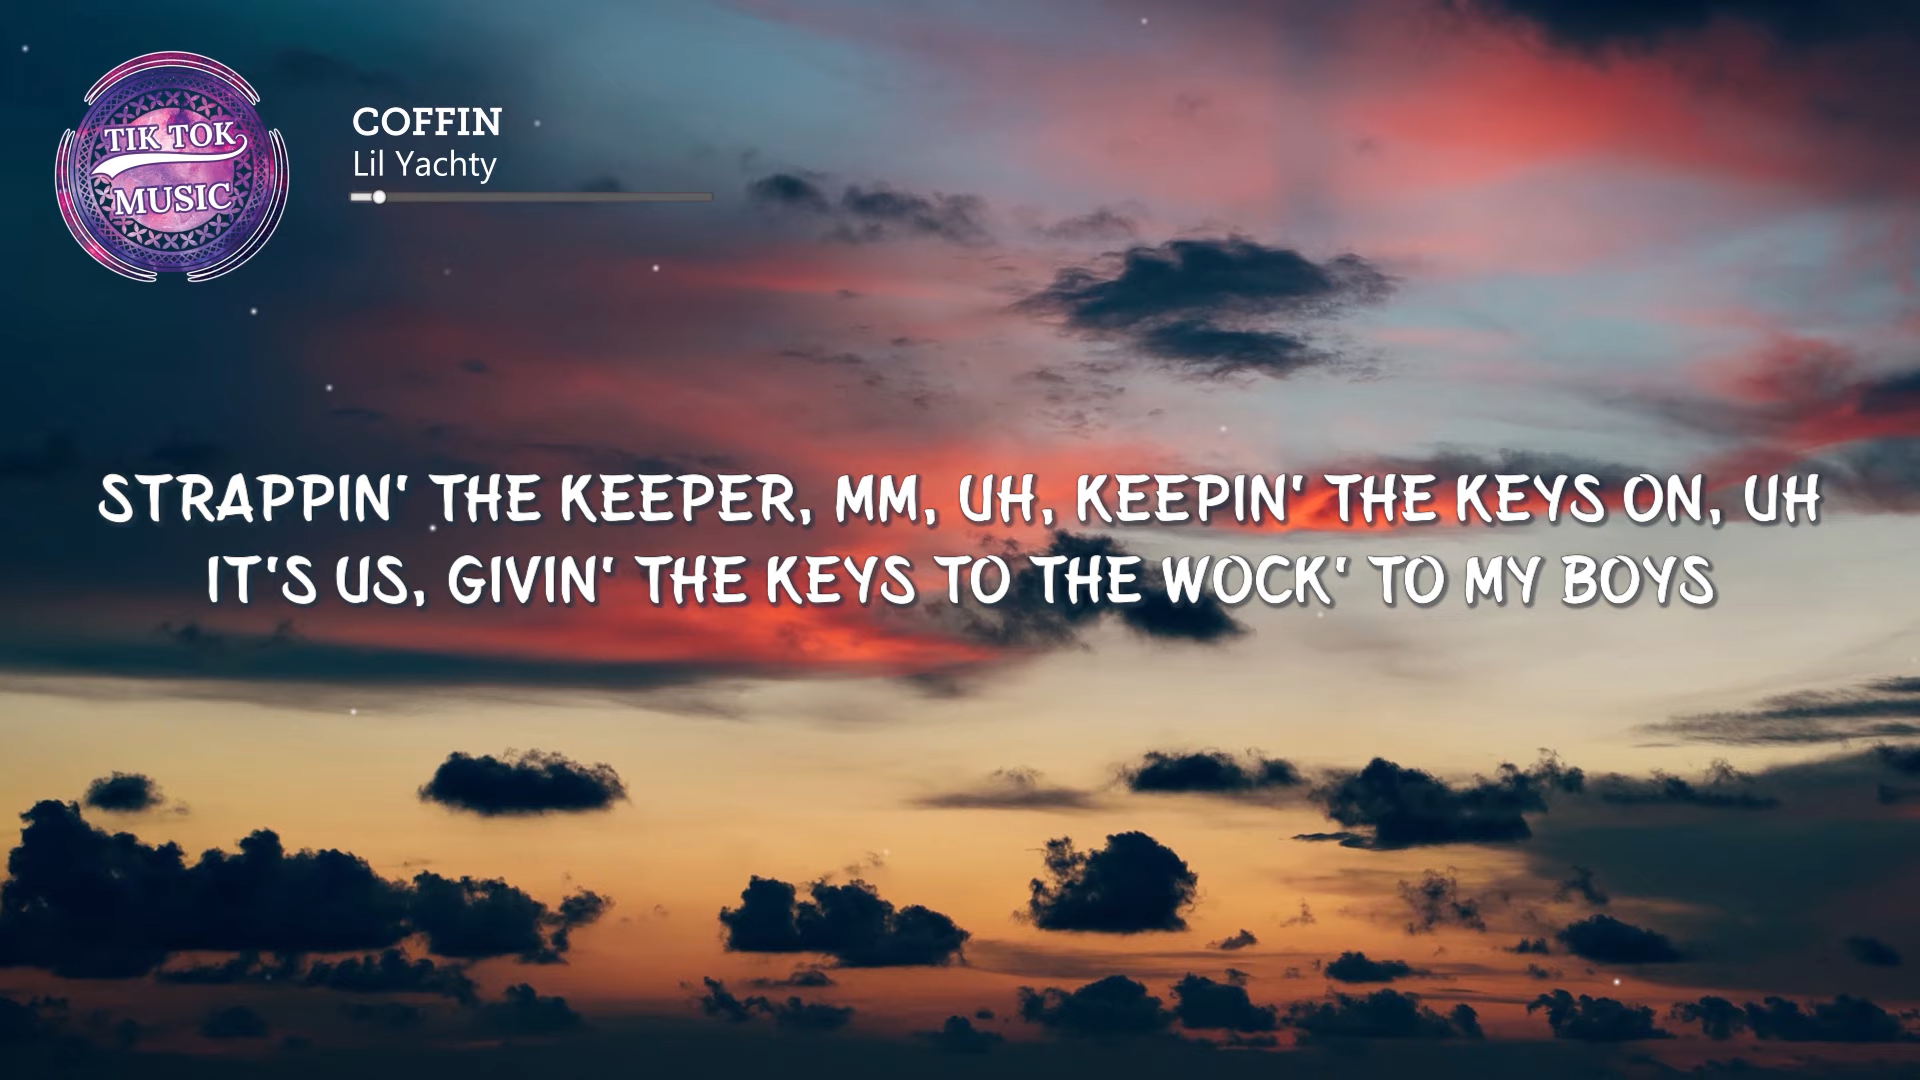 TIK TOK
MUSIC
COFFIN
Lil Yachty
STRAPPIN' THE KEEPER, MM, UH, KEEPIN' THE KEYS ON, UH
IT'S US, GIVIN' THE KEYS TO THE WOCK' TO MY BOYS